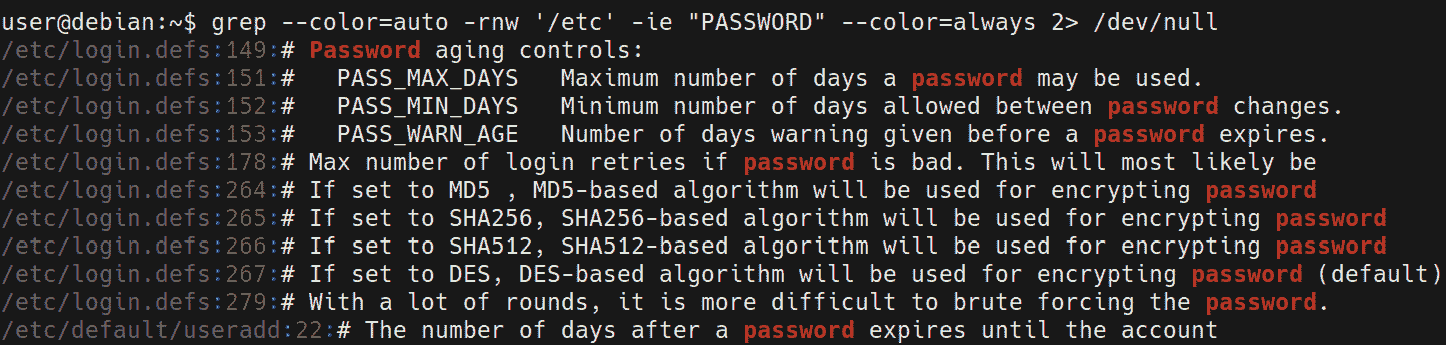 user@debian:~$ grep --color=auto -rnw '/etc' -ie "PASSWORD" --color=always 2> /dev/null
/etc/login.defs:149:# Password aging controls:
/etc/login.defs:151:#   PASS_MAX_DAYS   Maximum number of days a password may be used.
/etc/login.defs:152:#   PASS_MIN_DAYS   Minimum number of days allowed between password changes.
/etc/login.defs:153:#   PASS_WARN_AGE   Number of days warning given before a password expires.
/etc/login.defs:178:# Max number of login retries if password is bad. This will most likely be
/etc/login.defs:264:# If set to MD5 , MD5-based algorithm will be used for encrypting password
/etc/login.defs:265:# If set to SHA256, SHA256-based algorithm will be used for encrypting password
/etc/login.defs:266:# If set to SHA512, SHA512-based algorithm will be used for encrypting password
/etc/login.defs:267:# If set to DES, DES-based algorithm will be used for encrypting password (default)
/etc/login.defs:279:# With a lot of rounds, it is more difficult to brute forcing the password.
/etc/default/useradd:22:# The number of days after a password expires until the account